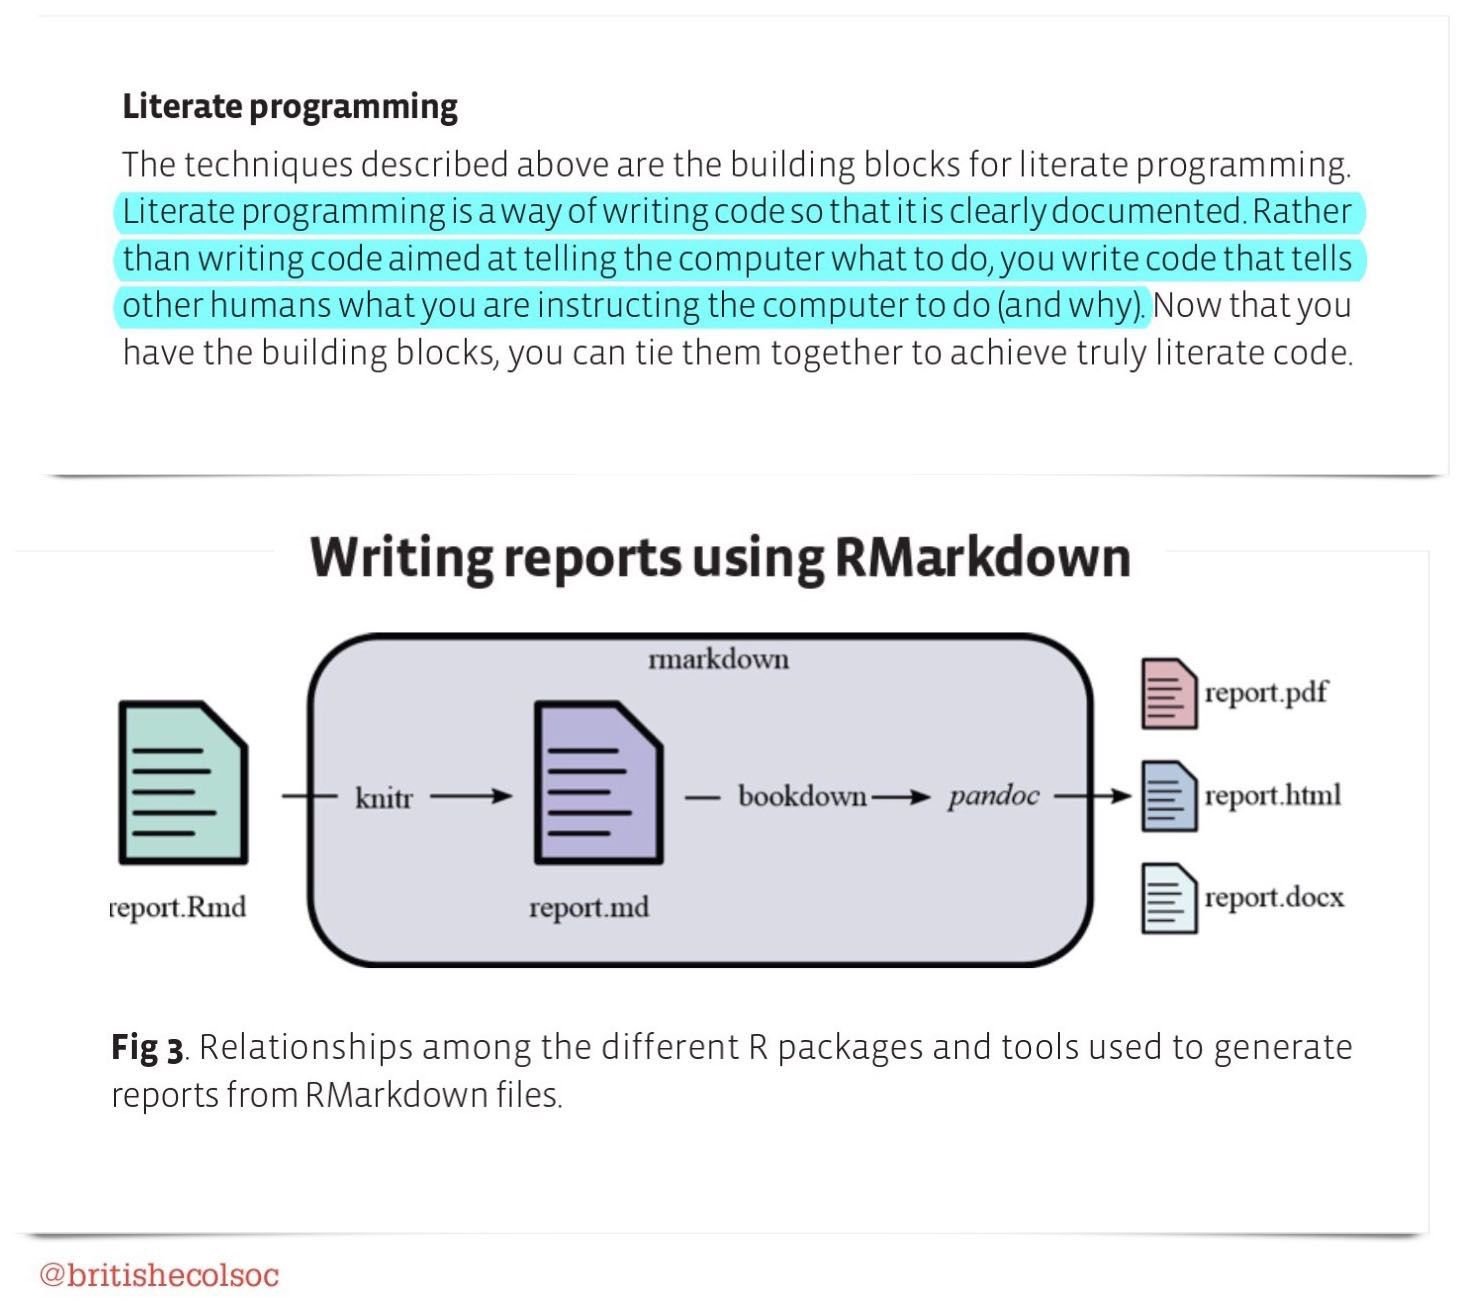 Literate programming
The techniques described above are the building blocks for literate programming.
Literate programming is a way of writing code so that it is clearly documented. Rather
than writing code aimed at telling the computer what to do, you write code that tells
other humans what you are instructing the computer to do (and why). Now that you
have the building blocks, you can tie them together to achieve truly literate code.
Writing reports using RMarkdown
rmarkdown
report.pdf
knitr
bookdown
pandoc
report.html
report.Rmd
report.md
report.docx
Fig 3. Relationships among the different R packages and tools used to generate
reports from RMarkdown files.
@britishecolsoc